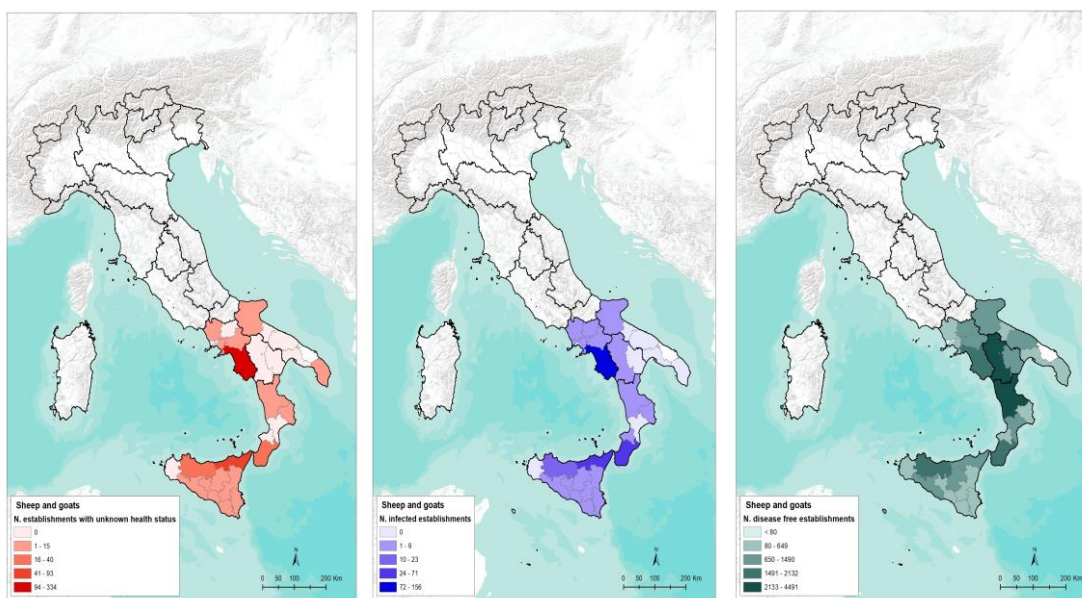 Sheep and goats
N. establishments with unknown health status
0
1 - 15
16 - 40
41 - 93
94 - 334
N
0 50 100 200 Km
Sheep and goats
N. infected establishments
0
1 - 9
10 - 23
24 - 71
72 - 156
N
0 50 100 200 Km
Sheep and goats
N. disease free establishments
< 80
80 - 649
650 - 1490
1491 - 2132
2133 - 4491
N
0 50 100 200 Km